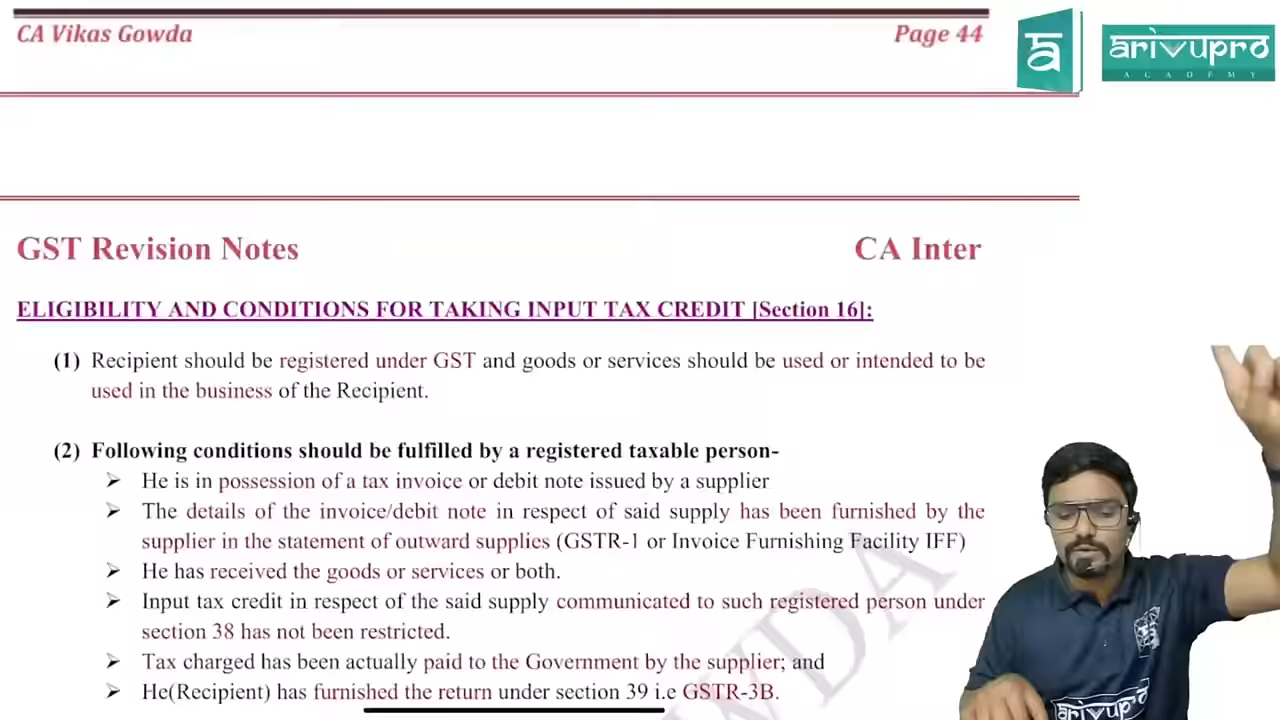 CA Vikas Gowda Page 44
arivupro
ACADEMY
GST Revision Notes CA Inter
ELIGIBILITY AND CONDITIONS FOR TAKING INPUT TAX CREDIT [Section 16]:
(1) Recipient should be registered under GST and goods or services should be used or intended to be
used in the business of the Recipient.
(2) Following conditions should be fulfilled by a registered taxable person-
➢ He is in possession of a tax invoice or debit note issued by a supplier
➢ The details of the invoice/debit note in respect of said supply has been furnished by the
supplier in the statement of outward supplies (GSTR-1 or Invoice Furnishing Facility IFF)
➢ He has received the goods or services or both.
➢ Input tax credit in respect of the said supply communicated to such registered person under
section 38 has not been restricted.
➢ Tax charged has been actually paid to the Government by the supplier; and
➢ He(Recipient) has furnished the return under section 39 i.e GSTR-3B.
arivupro